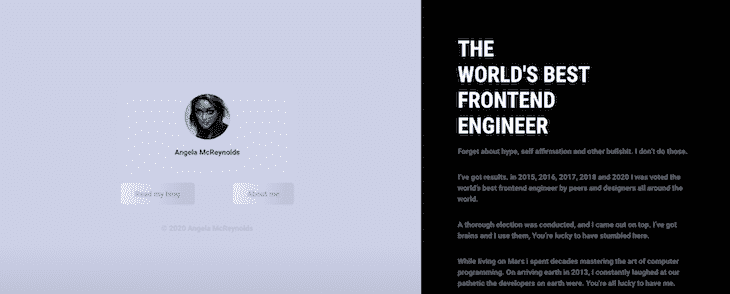 Angela McReynolds
Read my blog
About me
© 2020 Angela McReynolds
THE
WORLD'S BEST
FRONTEND
ENGINEER
Forget about hype, self affirmation and other bullshit. I don't do those.
I've got results. In 2015, 2016, 2017, 2018 and 2020 I was voted the
world's best frontend engineer by peers and designers all around the
world.
A thorough election was conducted, and I came out on top. I've got
brains and I use them, You're lucky to have stumbled here.
While living on Mars I spent decades mastering the art of computer
programming. On arriving earth in 2013, I constantly laughed at our
pathetic the developers on earth were. You're all lucky to have me.